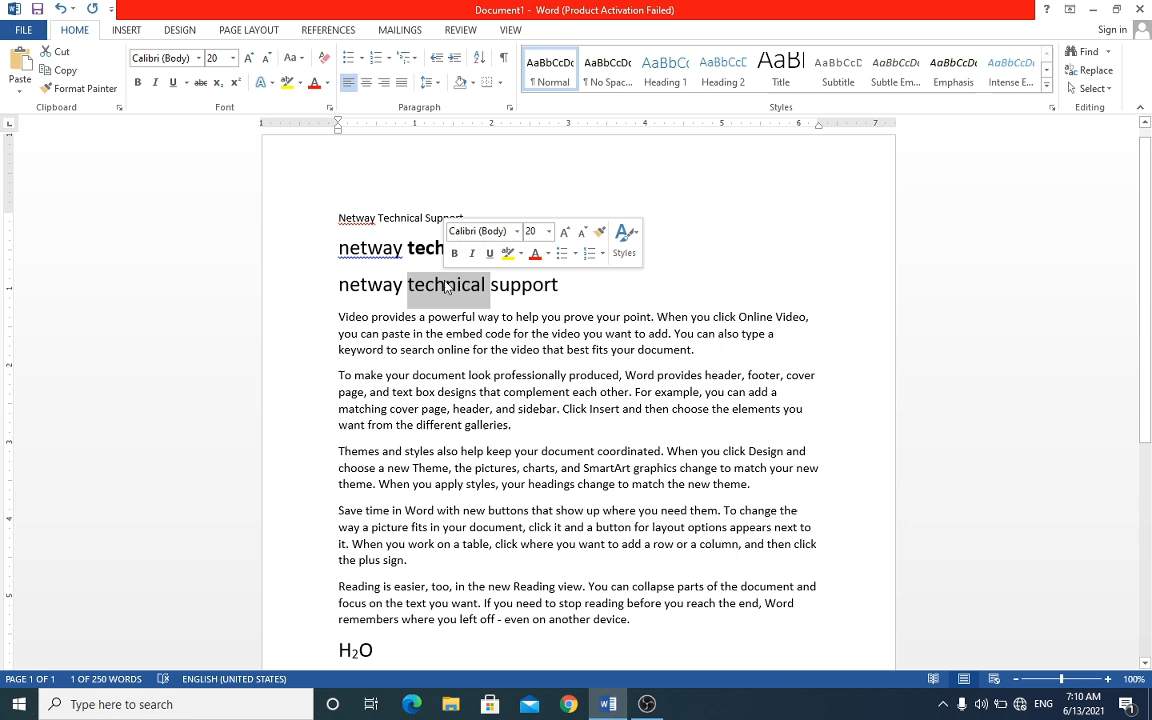 Document1 - Word (Product Activation Failed)
Sign in
FILE HOME INSERT DESIGN PAGE LAYOUT REFERENCES MAILINGS REVIEW VIEW
Paste
Cut
Copy
Format Painter
Clipboard
Calibri (Body) 20
Font
Paragraph
AaBbCcDc AaBbCcDc AaBbCc AaBbCcC AaBl AaBbCcD AaBbCcDc AaBbCcDc AaBbCcDc
¶ Normal ¶ No Spac... Heading 1 Heading 2 Title Subtitle Subtle Em... Emphasis Intense E...
Styles
Find
Replace
Select
Editing
1 1 2 3 4 5 6 7
Netway Technical Support
netway tech
Calibri (Body) 20
Styles
netway technical support
Video provides a powerful way to help you prove your point. When you click Online Video,
you can paste in the embed code for the video you want to add. You can also type a
keyword to search online for the video that best fits your document.
To make your document look professionally produced, Word provides header, footer, cover
page, and text box designs that complement each other. For example, you can add a
matching cover page, header, and sidebar. Click Insert and then choose the elements you
want from the different galleries.
Themes and styles also help keep your document coordinated. When you click Design and
choose a new Theme, the pictures, charts, and SmartArt graphics change to match your new
theme. When you apply styles, your headings change to match the new theme.
Save time in Word with new buttons that show up where you need them. To change the
way a picture fits in your document, click it and a button for layout options appears next to
it. When you work on a table, click where you want to add a row or a column, and then click
the plus sign.
Reading is easier, too, in the new Reading view. You can collapse parts of the document and
focus on the text you want. If you need to stop reading before you reach the end, Word
remembers where you left off - even on another device.
H₂O
PAGE 1 OF 1 1 OF 250 WORDS ENGLISH (UNITED STATES) 100%
Type here to search
ENG
7:10 AM
6/13/2021